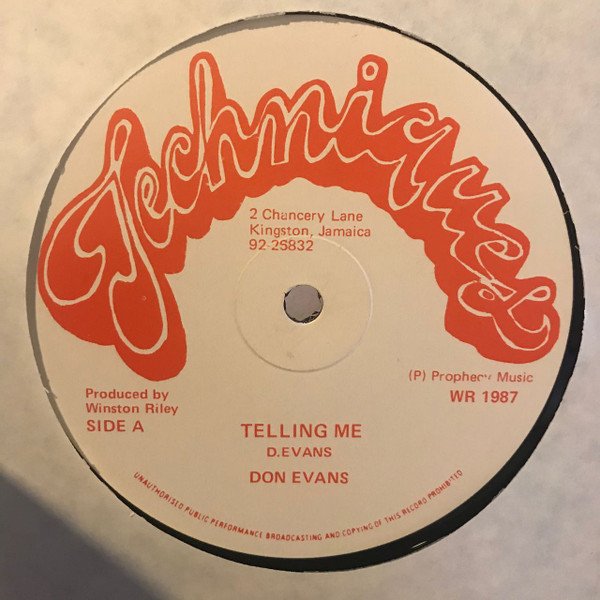 Techniques
2 Chancery Lane
Kingston, Jamaica
92-25832
(P) Prophecy Music
WR 1987
Produced by
Winston Riley
SIDE A
TELLING ME
D.EVANS
DON EVANS
UNAUTHORISED PUBLIC PERFORMANCE BROADCASTING AND COPYING OF THIS RECORD PROHIBITED